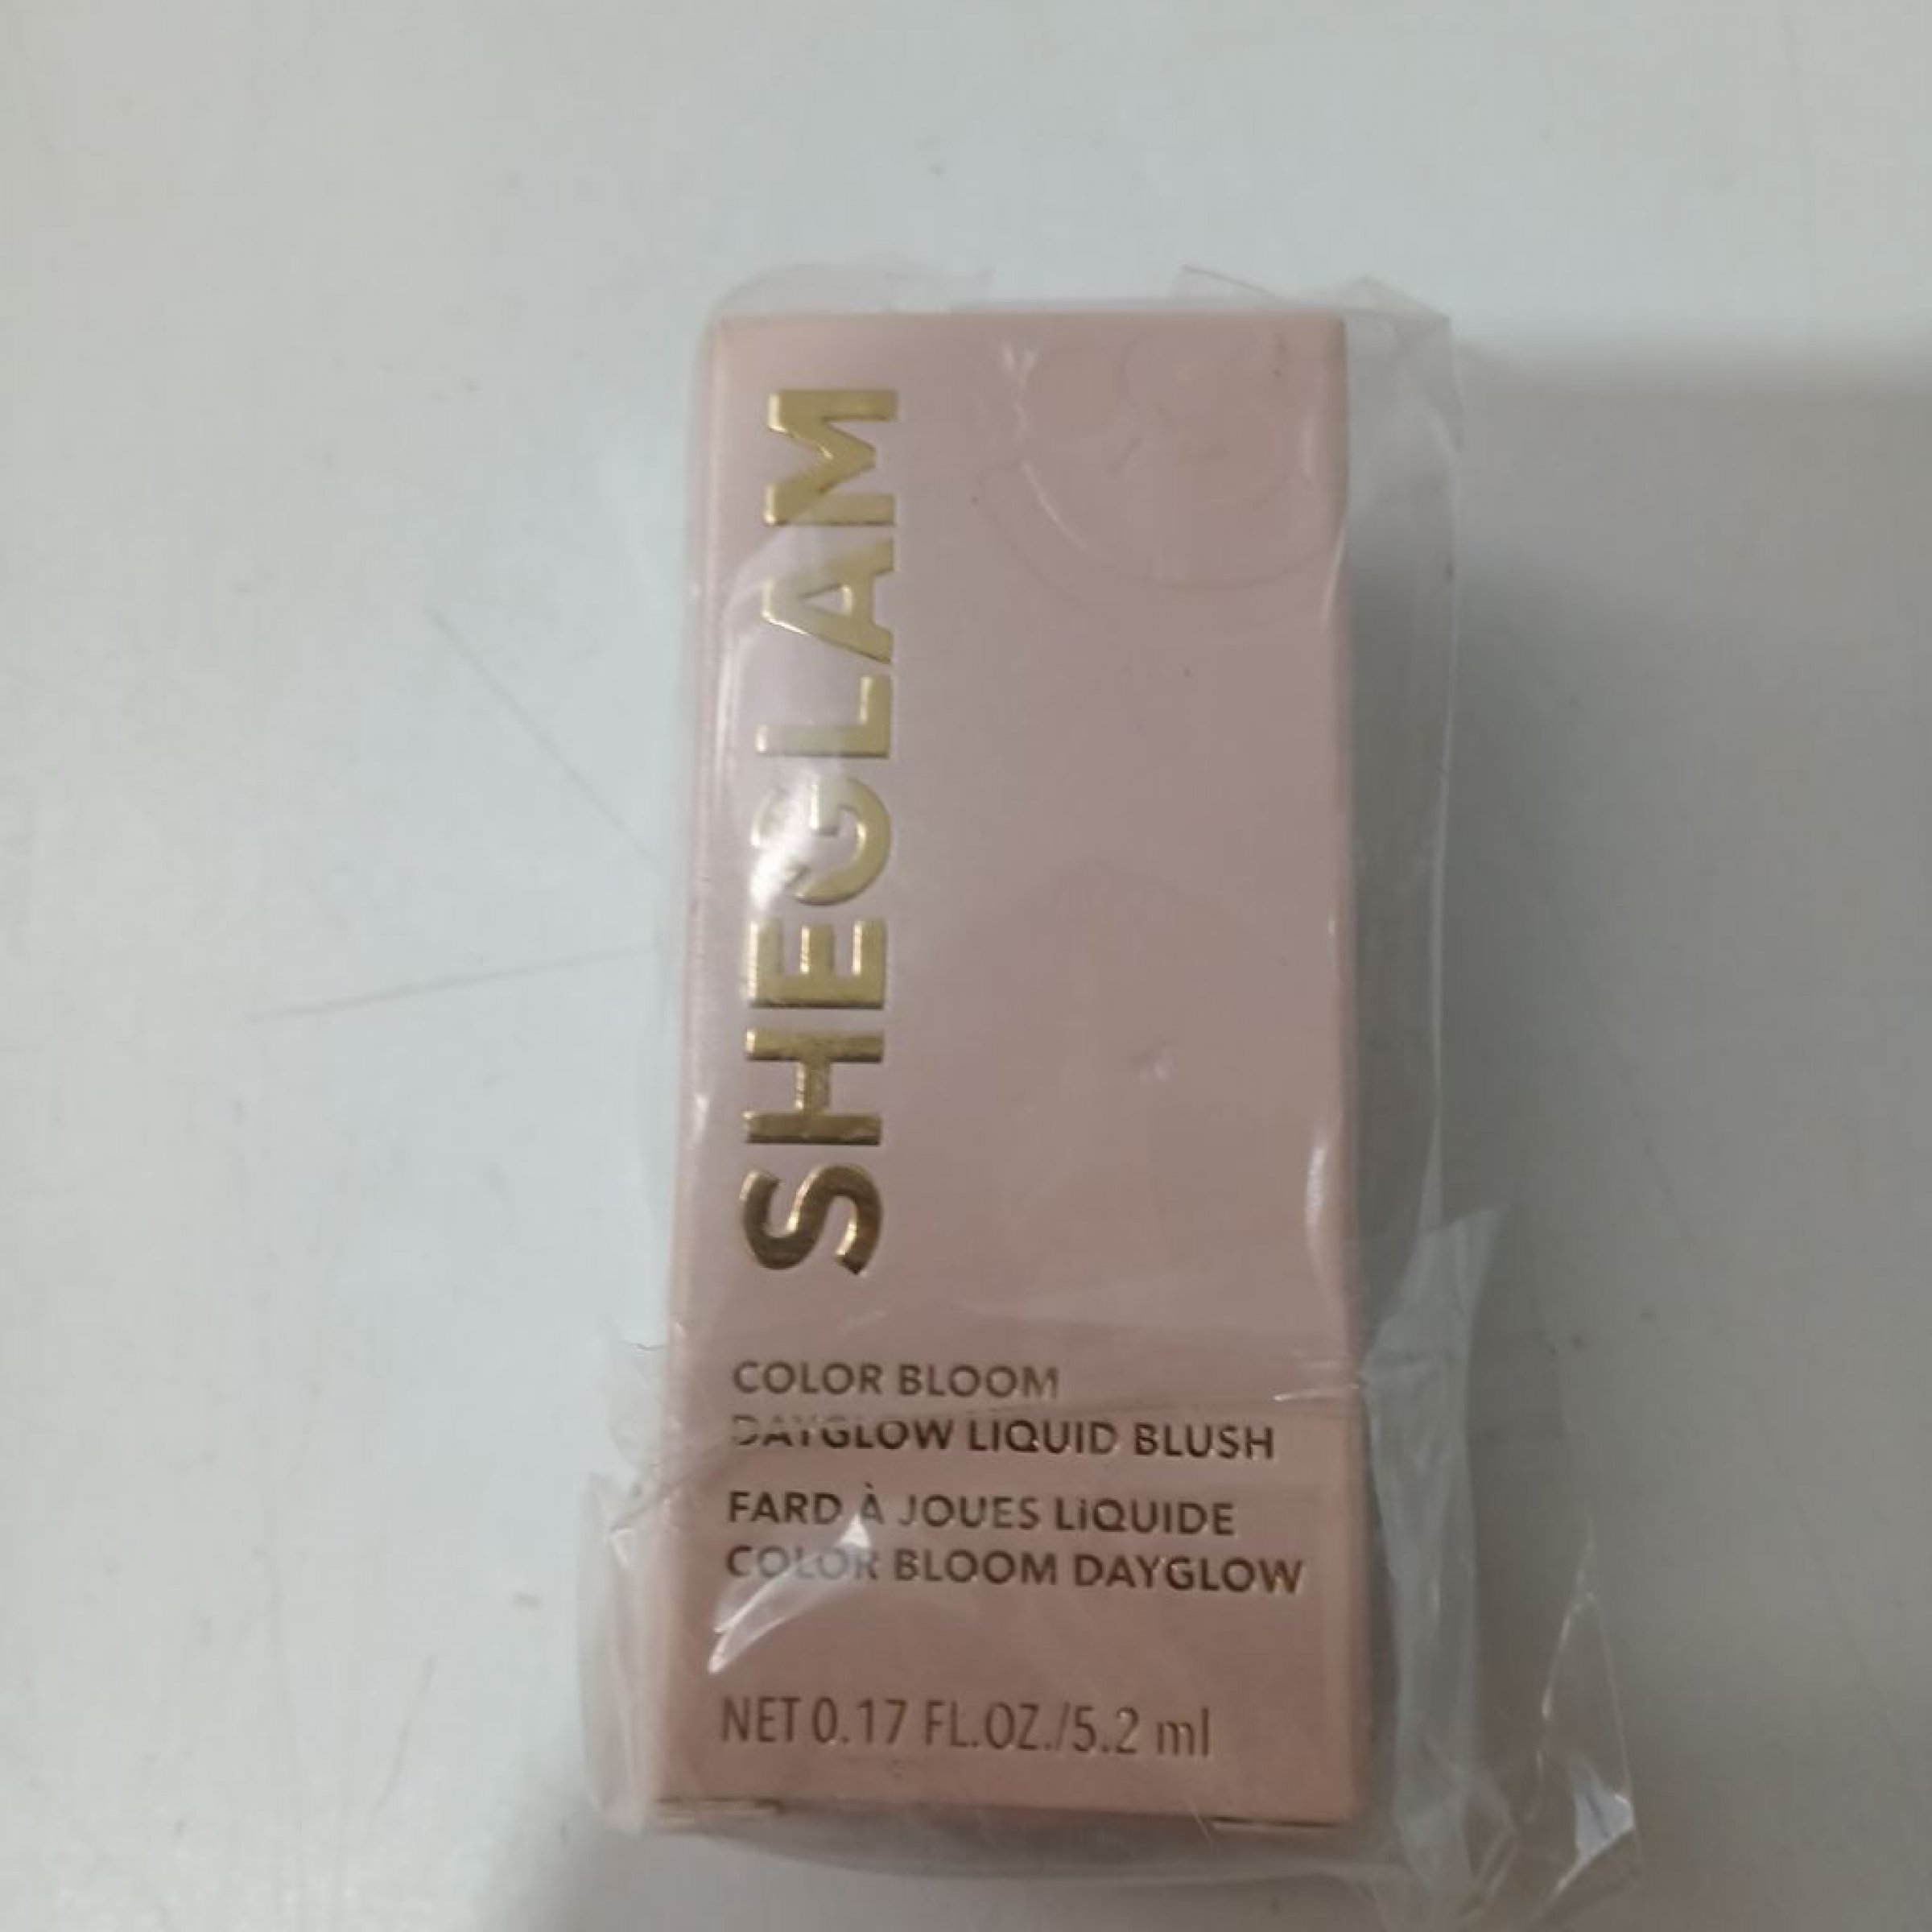 SHEGLAM
COLOR BLOOM
DAYGLOW LIQUID BLUSH
FARD À JOUES LIQUIDE
COLOR BLOOM DAYGLOW
NET 0.17 FL.OZ./5.2 ml